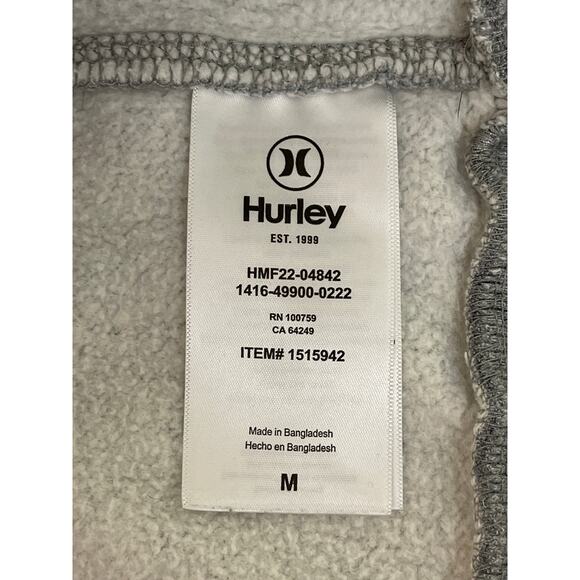 Hurley
EST. 1999
HMF22-04842
1416-49900-0222
RN 100759
CA 64249
ITEM# 1515942
Made in Bangladesh
Hecho en Bangladesh
M